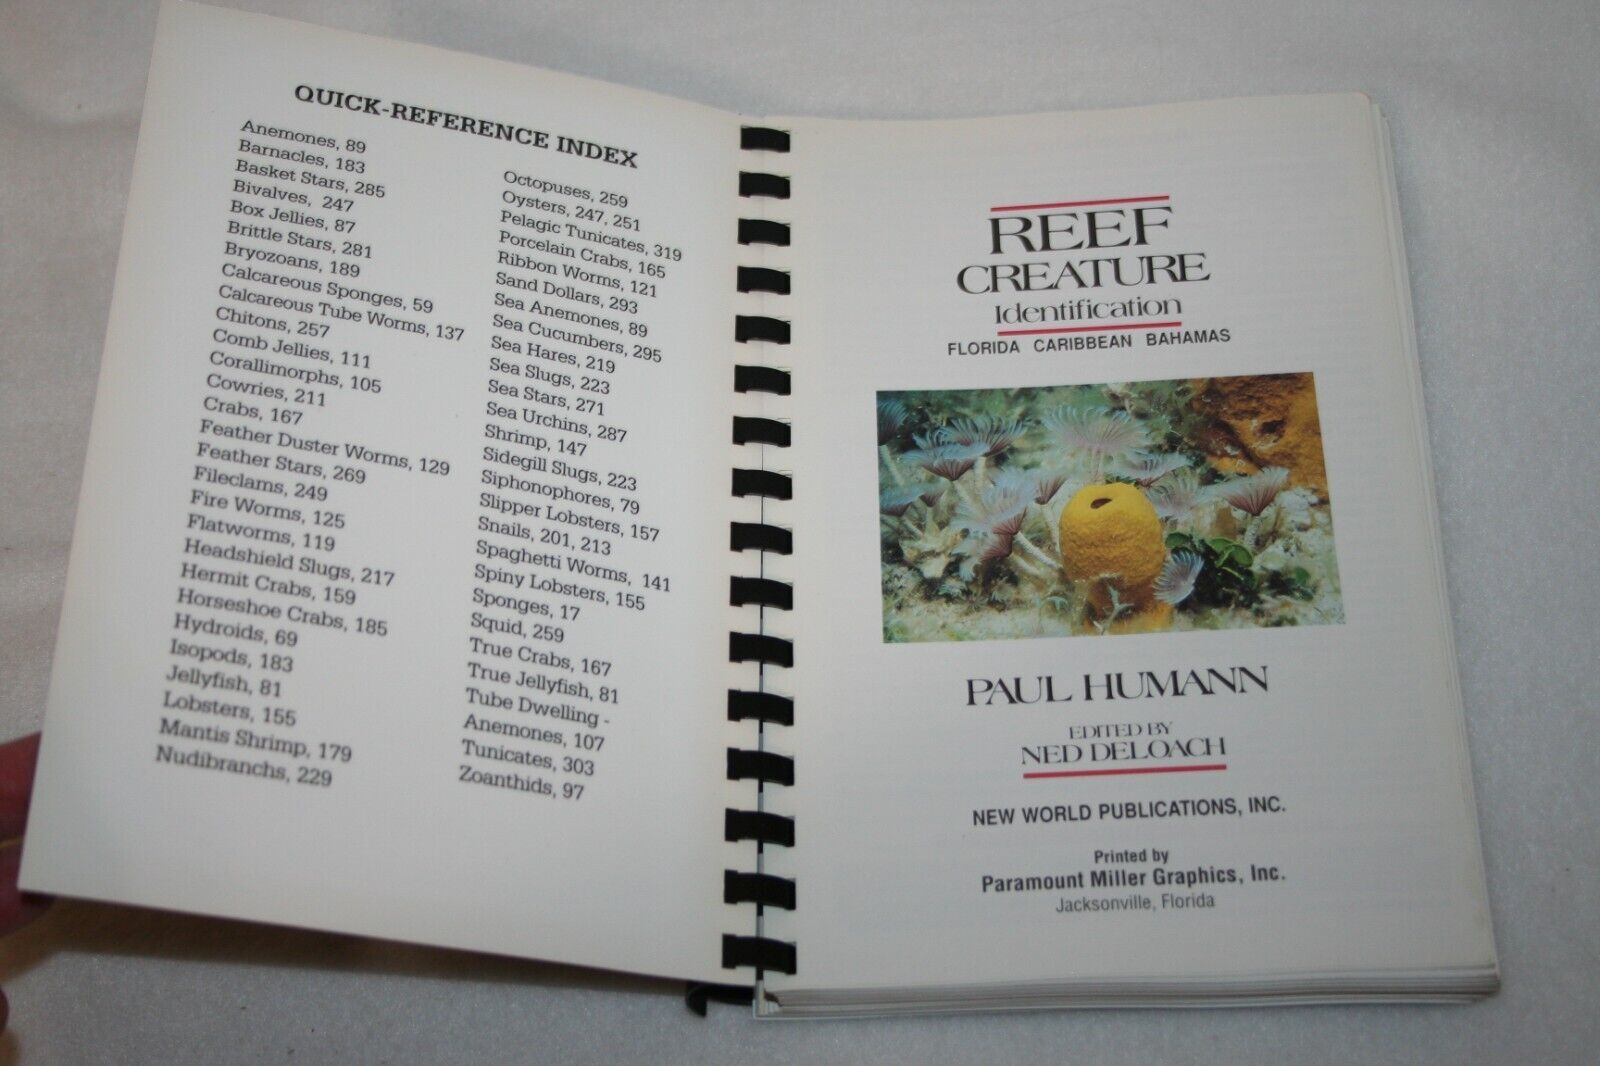 QUICK-REFERENCE INDEX
Anemones, 89
Barnacles, 183
Basket Stars, 285
Bivalves, 247
Box Jellies, 87
Brittle Stars, 281
Bryozoans, 189
Calcareous Sponges, 59
Calcareous Tube Worms, 137
Chitons, 257
Comb Jellies, 111
Corallimorphs, 105
Cowries, 211
Crabs, 167
Feather Duster Worms, 129
Feather Stars, 269
Fileclams, 249
Fire Worms, 125
Flatworms, 119
Headshield Slugs, 217
Hermit Crabs, 159
Horseshoe Crabs, 185
Hydroids, 69
Isopods, 183
Jellyfish, 81
Lobsters, 155
Mantis Shrimp, 179
Nudibranchs, 229
Octopuses, 259
Oysters, 247, 251
Pelagic Tunicates, 319
Porcelain Crabs, 165
Ribbon Worms, 121
Sand Dollars, 293
Sea Anemones, 89
Sea Cucumbers, 295
Sea Hares, 219
Sea Slugs, 223
Sea Stars, 271
Sea Urchins, 287
Shrimp, 147
Sidegill Slugs, 223
Siphonophores, 79
Slipper Lobsters, 157
Snails, 201, 213
Spaghetti Worms, 141
Spiny Lobsters, 155
Sponges, 17
Squid, 259
True Crabs, 167
True Jellyfish, 81
Tube Dwelling -
Anemones, 107
Tunicates, 303
Zoanthids, 97
REEF
CREATURE
Identification
FLORIDA CARIBBEAN BAHAMAS
PAUL HUMANN
EDITED BY
NED DELOACH
NEW WORLD PUBLICATIONS, INC.
Printed by
Paramount Miller Graphics, Inc.
Jacksonville, Florida